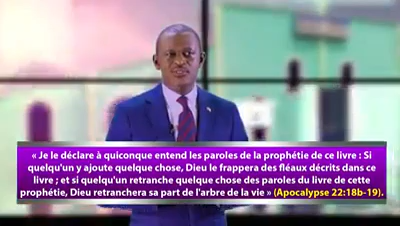 « Je le déclare à quiconque entend les paroles de la prophétie de ce livre : Si
quelqu'un y ajoute quelque chose, Dieu le frappera des fléaux décrits dans ce
livre ; et si quelqu'un retranche quelque chose des paroles du livre de cette
prophétie, Dieu retranchera sa part de l'arbre de la vie » (Apocalypse 22:18b-19).